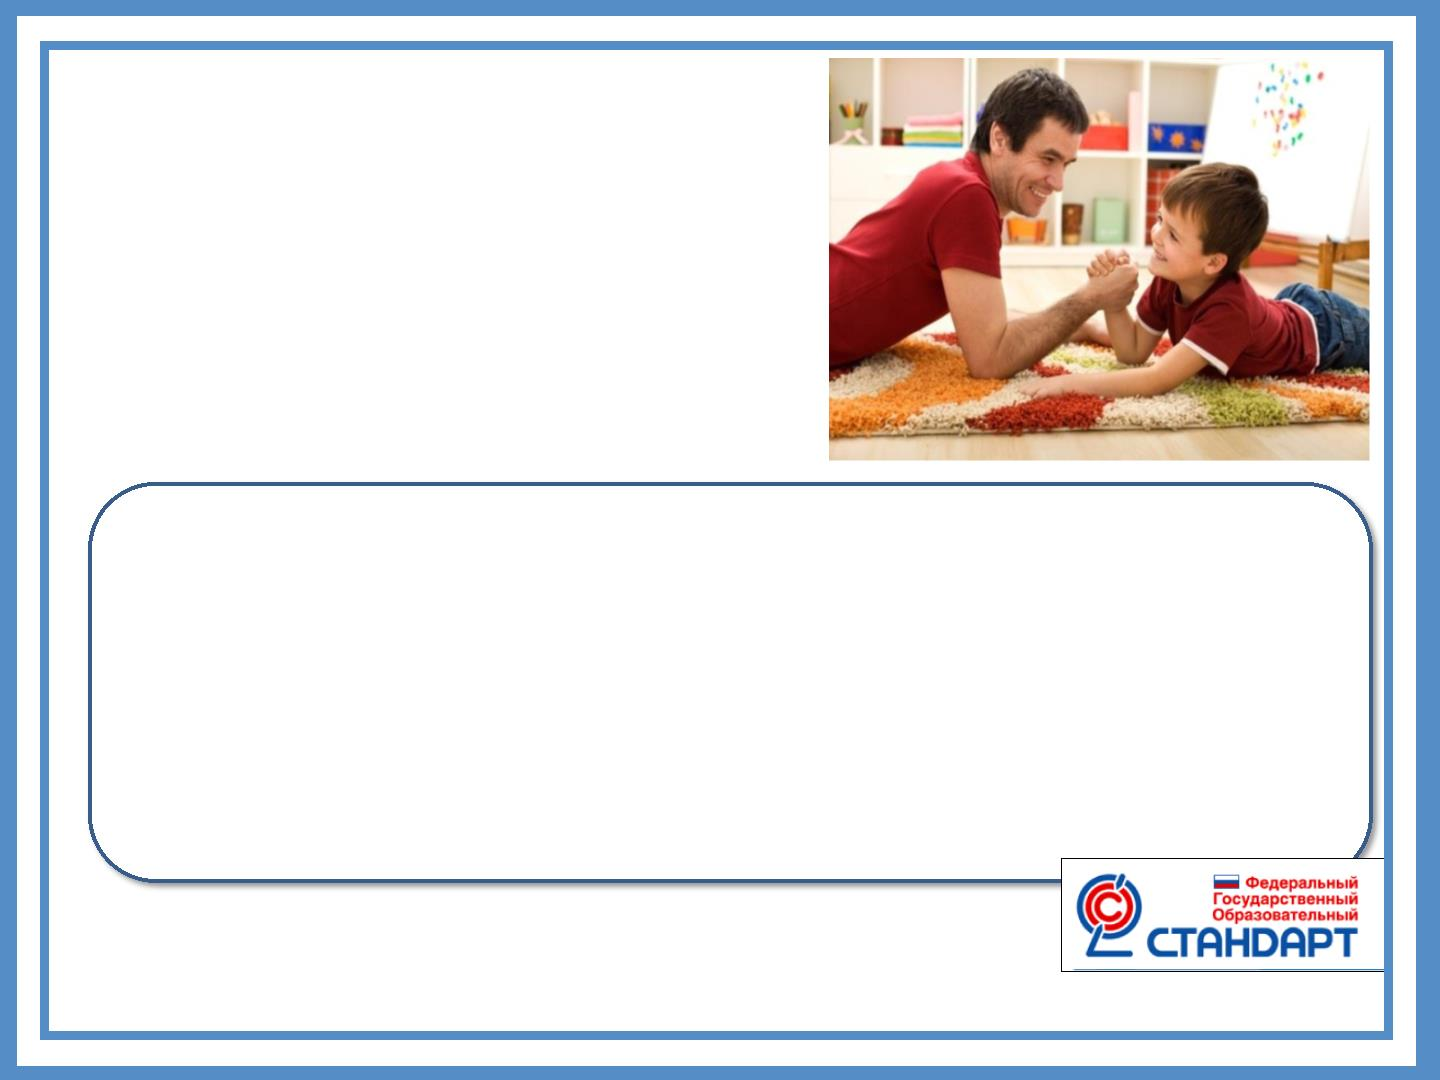 Федеральный
Государственный
Образовательный
СТАНДАРТ